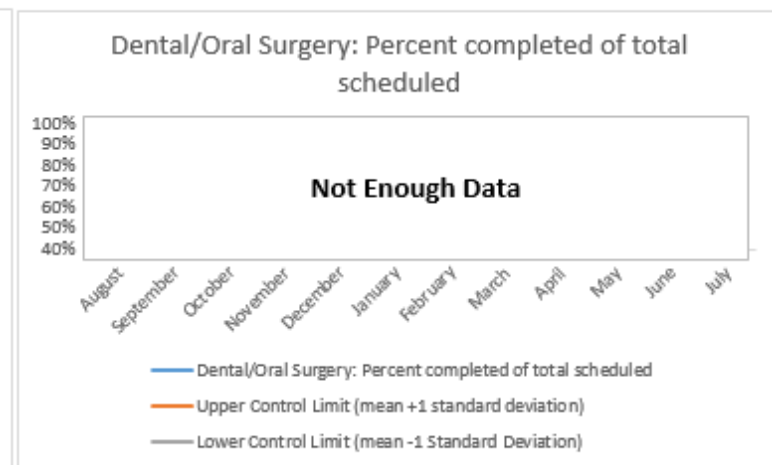 Dental/Oral Surgery: Percent completed of total
scheduled
100%
90%
80%
70%
60%
50%
40%
Not Enough Data
August
September
October
November
December
January
February
March
April
May
June
July
Dental/Oral Surgery: Percent completed of total scheduled
Upper Control Limit (mean +1 standard deviation)
Lower Control Limit (mean -1 Standard Deviation)